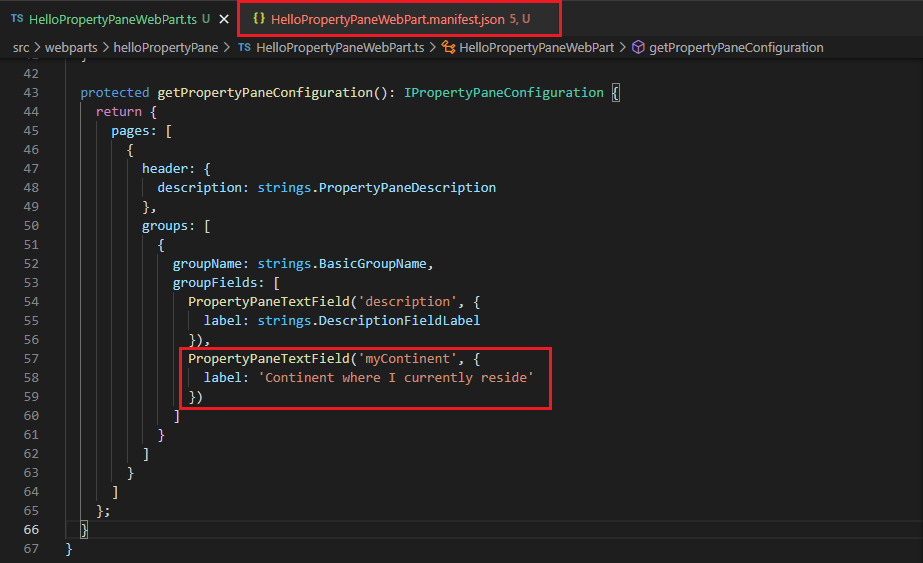 TS HelloPropertyPaneWebPart.ts U × {} HelloPropertyPaneWebPart.manifest.json 5, U
src > webparts > helloPropertyPane > TS HelloPropertyPaneWebPart.ts > HelloPropertyPaneWebPart > getPropertyPaneConfiguration
42
43 protected getPropertyPaneConfiguration(): IPropertyPaneConfiguration {
44 return {
45 pages: [
46 {
47 header: {
48 description: strings.PropertyPaneDescription
49 },
50 groups: [
51 {
52 groupName: strings.BasicGroupName,
53 groupFields: [
54 PropertyPaneTextField('description', {
55 label: strings.DescriptionFieldLabel
56 }),
57 PropertyPaneTextField('myContinent', {
58 label: 'Continent where I currently reside'
59 })
60 ]
61 }
62 ]
63 }
64 ]
65 };
66 }
67 }